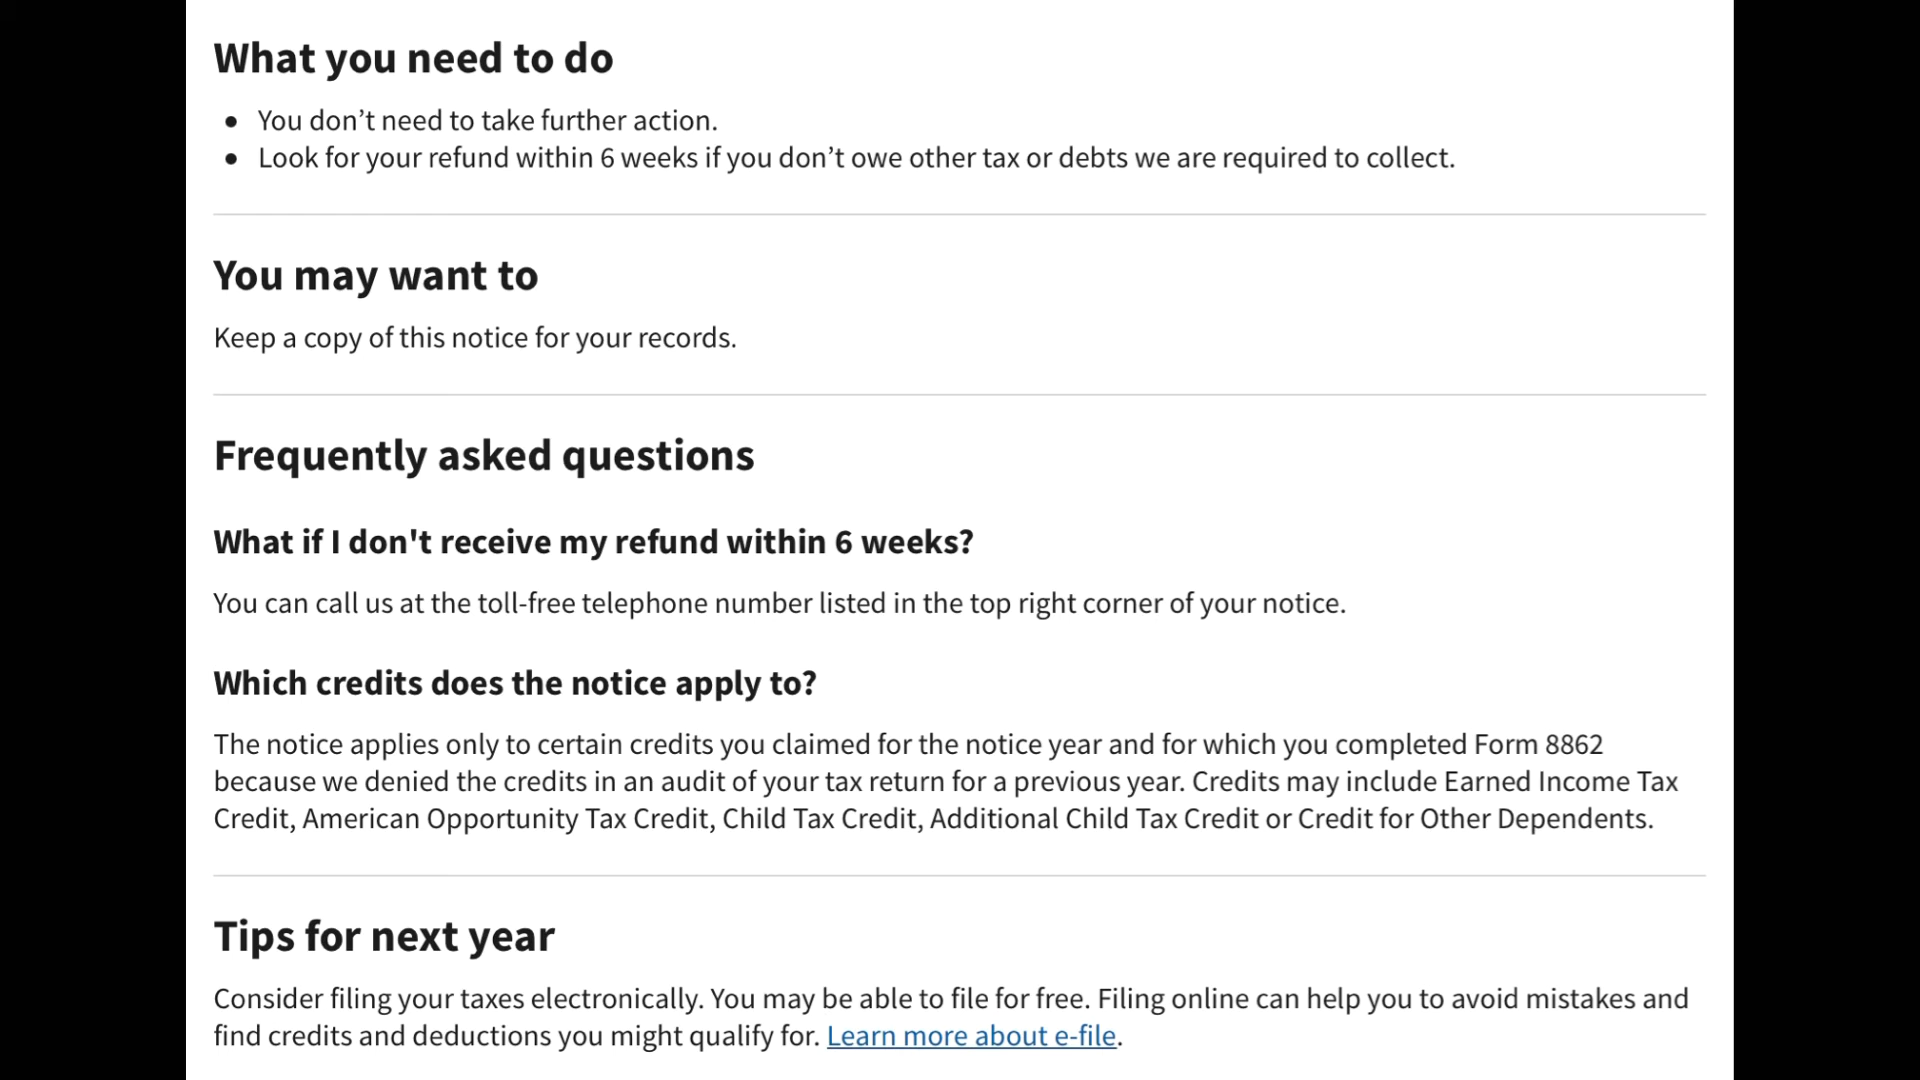 What you need to do
• You don’t need to take further action.
• Look for your refund within 6 weeks if you don’t owe other tax or debts we are required to collect.
You may want to
Keep a copy of this notice for your records.
Frequently asked questions
What if I don't receive my refund within 6 weeks?
You can call us at the toll-free telephone number listed in the top right corner of your notice.
Which credits does the notice apply to?
The notice applies only to certain credits you claimed for the notice year and for which you completed Form 8862
because we denied the credits in an audit of your tax return for a previous year. Credits may include Earned Income Tax
Credit, American Opportunity Tax Credit, Child Tax Credit, Additional Child Tax Credit or Credit for Other Dependents.
Tips for next year
Consider filing your taxes electronically. You may be able to file for free. Filing online can help you to avoid mistakes and
find credits and deductions you might qualify for. Learn more about e-file.